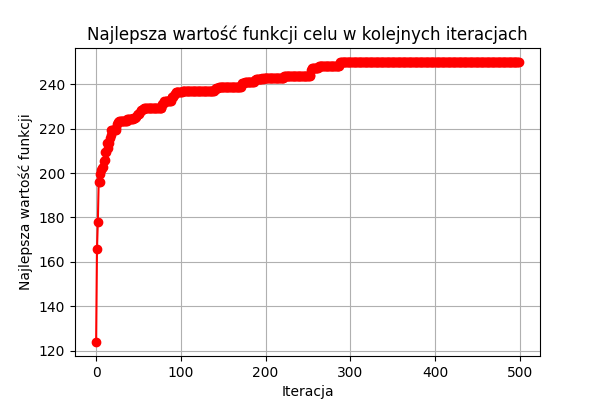 Najlepsza wartość funkcji celu w kolejnych iteracjach
Najlepsza wartość funkcji
240
220
200
180
160
140
120
0 100 200 300 400 500
Iteracja